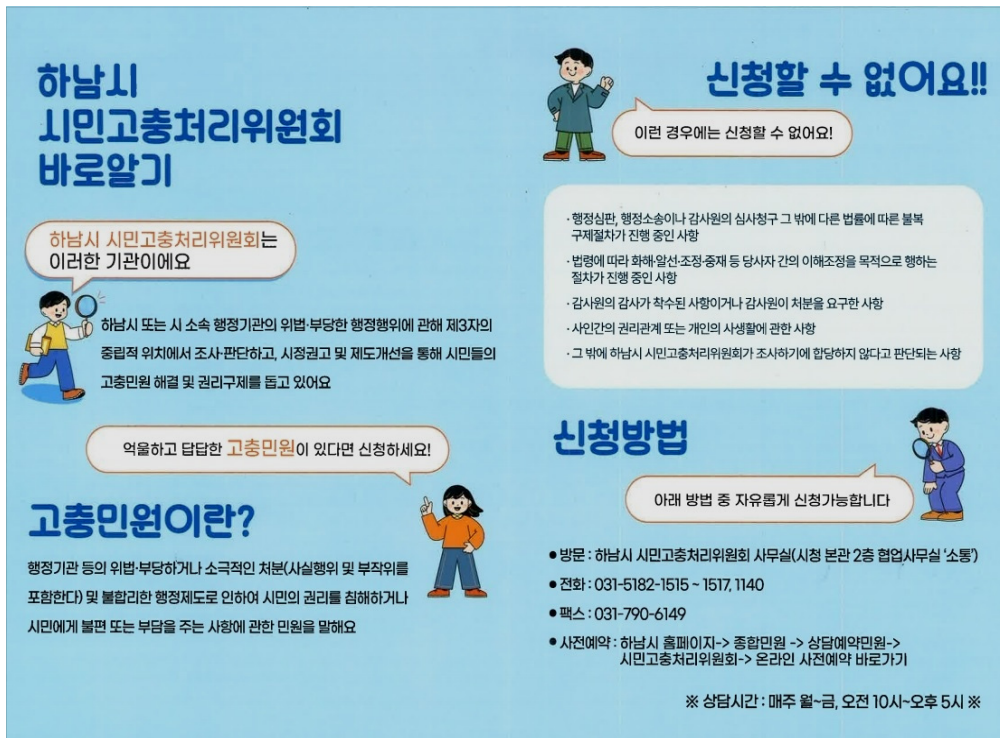 하남시
시민고충처리위원회
바로알기
하남시 시민고충처리위원회는
이러한 기관이에요
하남시 또는 시 소속 행정기관의 위법·부당한 행정행위에 관해 제3자의
중립적 위치에서 조사·판단하고, 시정권고 및 제도개선을 통해 시민들의
고충민원 해결 및 권리구제를 돕고 있어요
억울하고 답답한 고충민원이 있다면 신청하세요!
고충민원이란?
행정기관 등의 위법·부당하거나 소극적인 처분(사실행위 및 부작위를
포함한다) 및 불합리한 행정제도로 인하여 시민의 권리를 침해하거나
시민에게 불편 또는 부담을 주는 사항에 관한 민원을 말해요
신청할 수 없어요!!
이런 경우에는 신청할 수 없어요!
· 행정심판, 행정소송이나 감사원의 심사청구 그 밖에 다른 법률에 따른 불복
구제절차가 진행 중인 사항
· 법령에 따라 화해·알선·조정·중재 등 당사자 간의 이해조정을 목적으로 행하는
절차가 진행 중인 사항
· 감사원의 감사가 착수된 사항이거나 감사원이 처분을 요구한 사항
· 사인간의 권리관계 또는 개인의 사생활에 관한 사항
· 그 밖에 하남시 시민고충처리위원회가 조사하기에 합당하지 않다고 판단되는 사항
신청방법
아래 방법 중 자유롭게 신청가능합니다
● 방문 : 하남시 시민고충처리위원회 사무실(시청 본관 2층 협업사무실 '소통')
● 전화 : 031-5182-1515 ~ 1517, 1140
● 팩스 : 031-790-6149
● 사전예약 : 하남시 홈페이지-> 종합민원 -> 상담예약민원->
시민고충처리위원회-> 온라인 사전예약 바로가기
※ 상담시간 : 매주 월~금, 오전 10시~오후 5시 ※